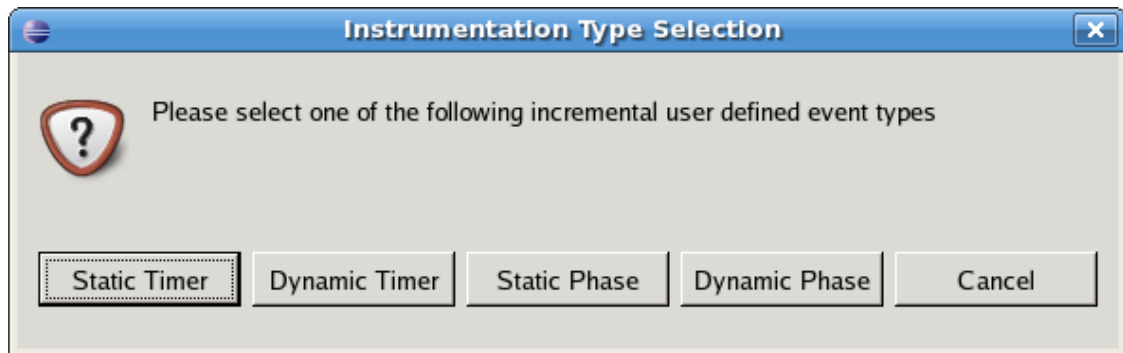 Instrumentation Type Selection
Please select one of the following incremental user defined event types
Static Timer
Dynamic Timer
Static Phase
Dynamic Phase
Cancel